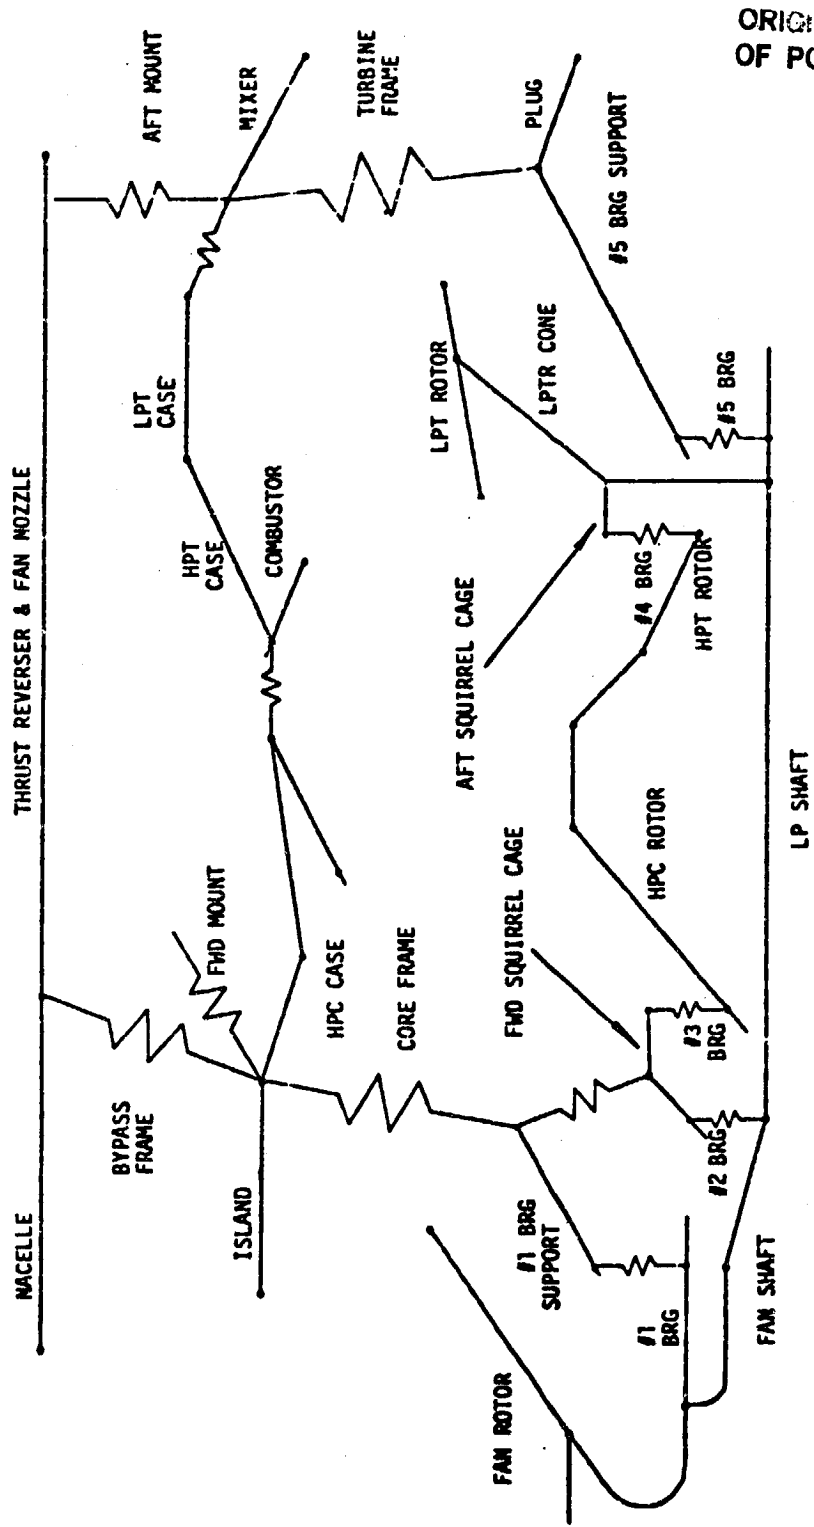 ORIGI
OF PO
NACELLE
THRUST REVERSER & FAN NOZZLE
BYPASS
FRAME
FWD MOUNT
AFT MOUNT
ISLAND
HPC CASE
CORE FRAME
HPT
CASE
COMBUSTOR
LPT
CASE
MIXER
TURBINE
FRAME
PLUG
#5 BRG SUPPORT
LPT ROTOR
LPTR CONE
#5 BRG
AFT SQUIRREL CAGE
#4 BRG
HPT ROTOR
HPC ROTOR
FWD SQUIRREL CAGE
#3
BRG
#2 BRG
#1 BRG
SUPPORT
#1
BRG
FAN ROTOR
FAN SHAFT
LP SHAFT